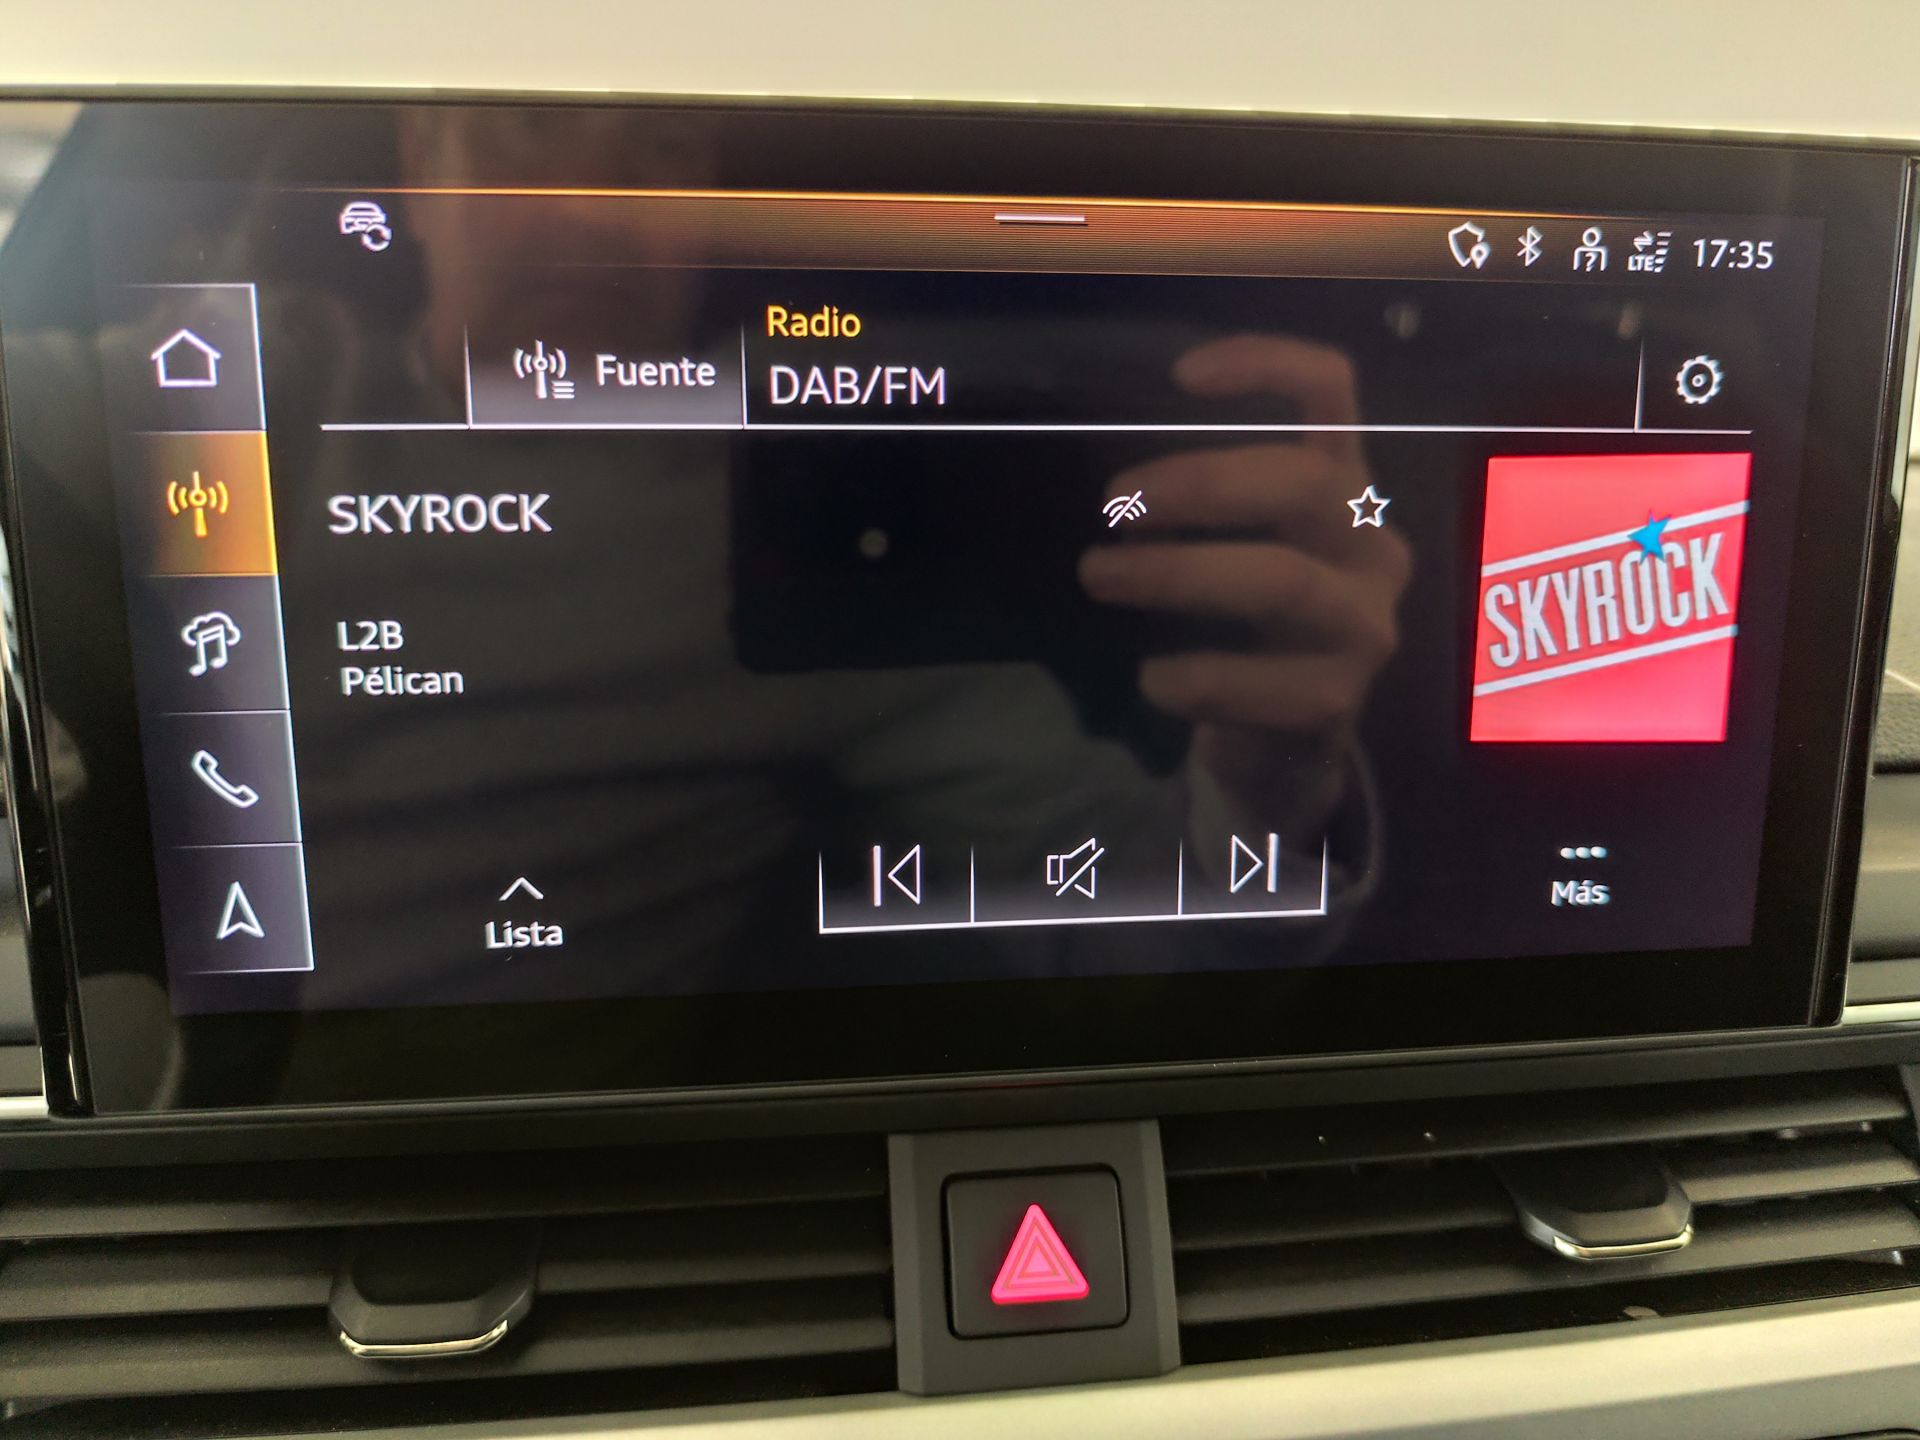 LTE
17:35
Fuente
Radio
DAB/FM
SKYROCK
SKYROCK
L2B
Pélican
Lista
Más